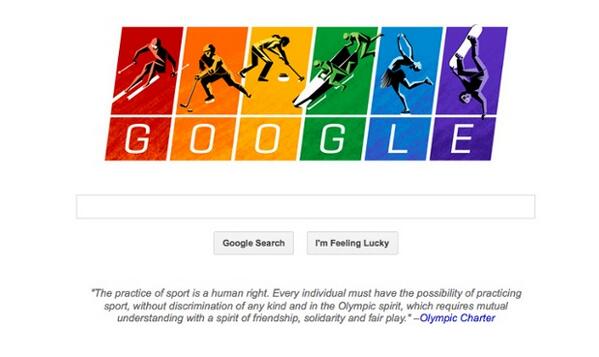 GOOGLE
Google Search
I'm Feeling Lucky
"The practice of sport is a human right. Every individual must have the possibility of practicing
sport, without discrimination of any kind and in the Olympic spirit, which requires mutual
understanding with a spirit of friendship, solidarity and fair play." –Olympic Charter